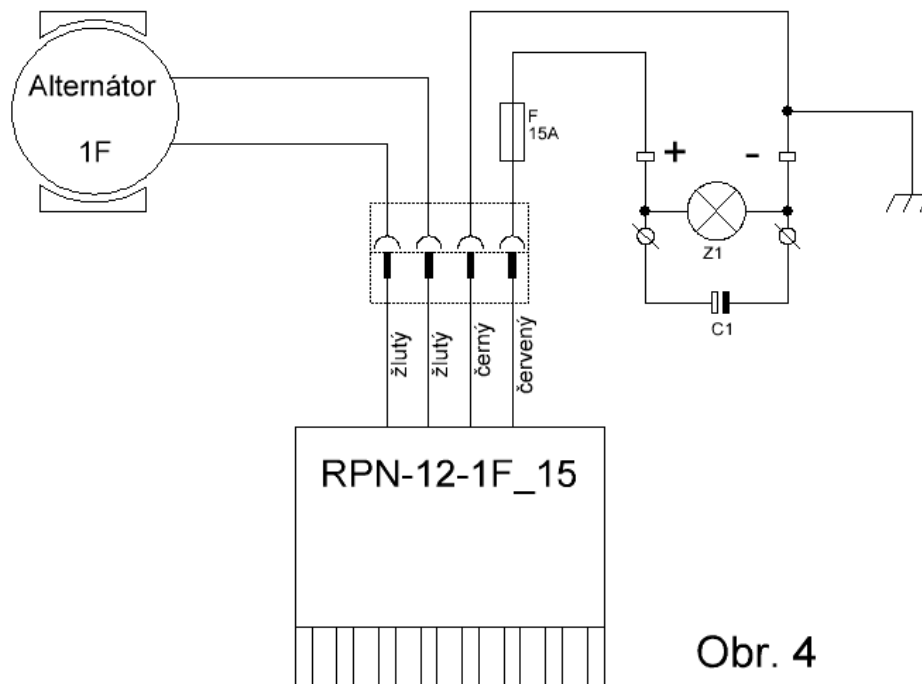 Alternátor
1F
F
15A
+
-
Z1
C1
žlutý
žlutý
černý
červený
RPN-12-1F_15
Obr. 4